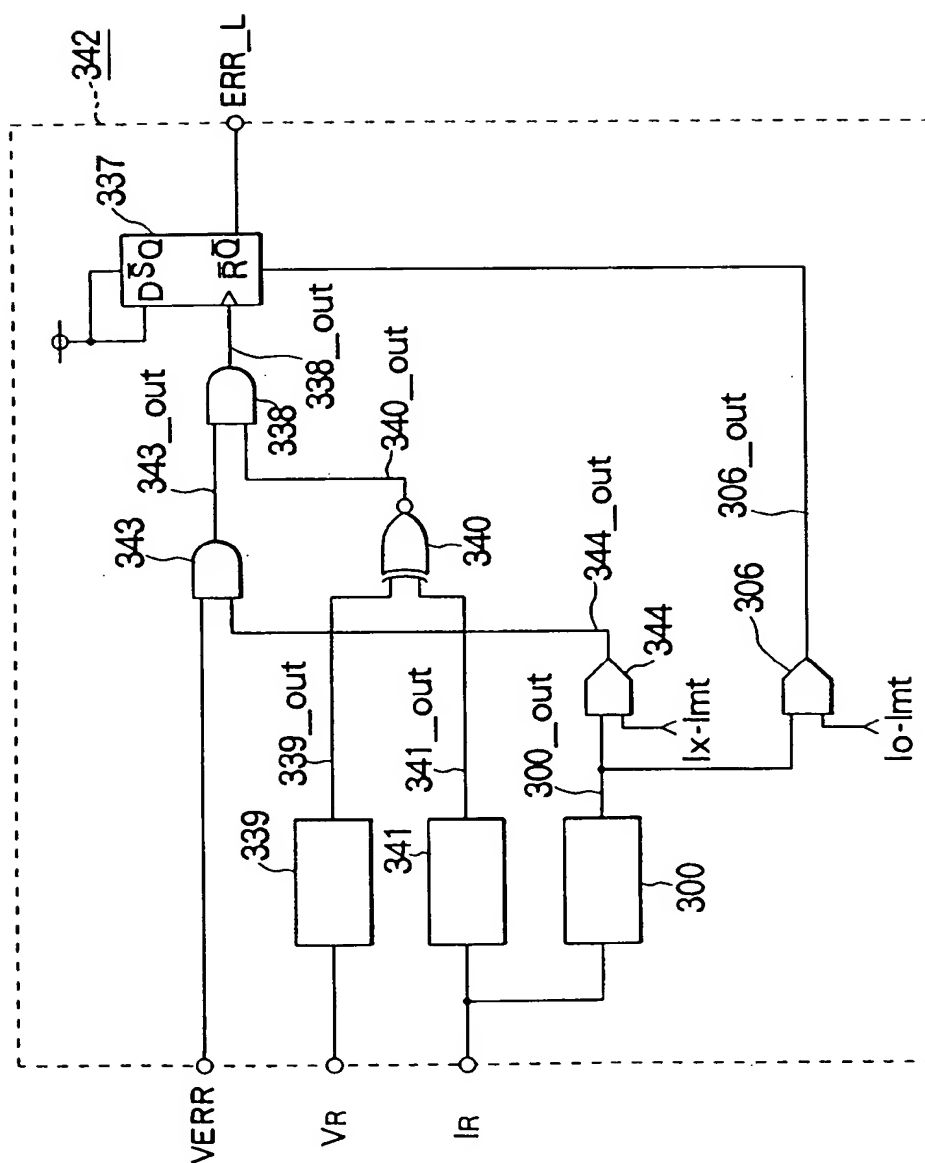 342
337
D S̅ Q
R̅ Q̅
ERR_L
343
343_out
338
338_out
VERR
339
339_out
340
340_out
VR
341
341_out
IR
300
300_out
344
344_out
Ix-lmt
306
306_out
Io-lmt